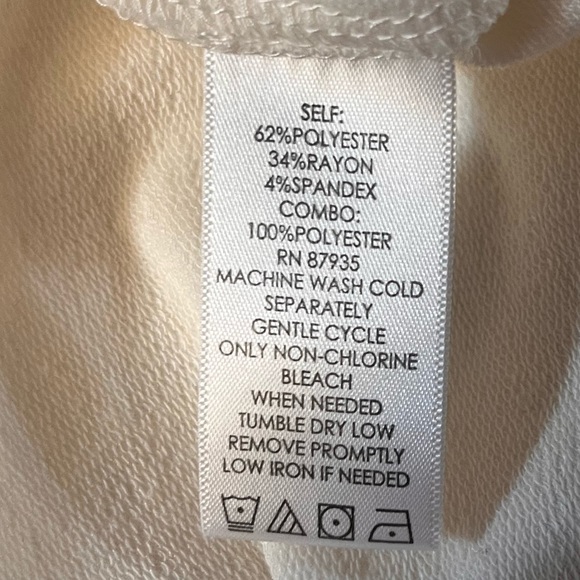 SELF:
62%POLYESTER
34%RAYON
4%SPANDEX
COMBO:
100%POLYESTER
RN 87935
MACHINE WASH COLD
SEPARATELY
GENTLE CYCLE
ONLY NON-CHLORINE
BLEACH
WHEN NEEDED
TUMBLE DRY LOW
REMOVE PROMPTLY
LOW IRON IF NEEDED